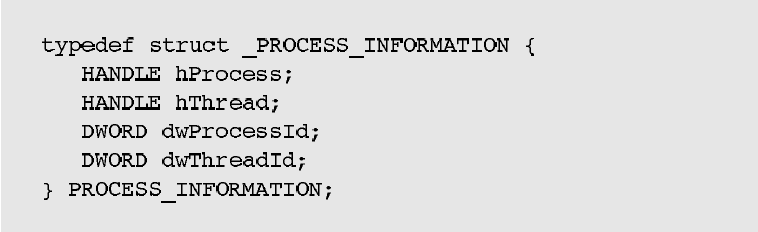 typedef struct _PROCESS_INFORMATION {
   HANDLE hProcess;
   HANDLE hThread;
   DWORD dwProcessId;
   DWORD dwThreadId;
} PROCESS_INFORMATION;